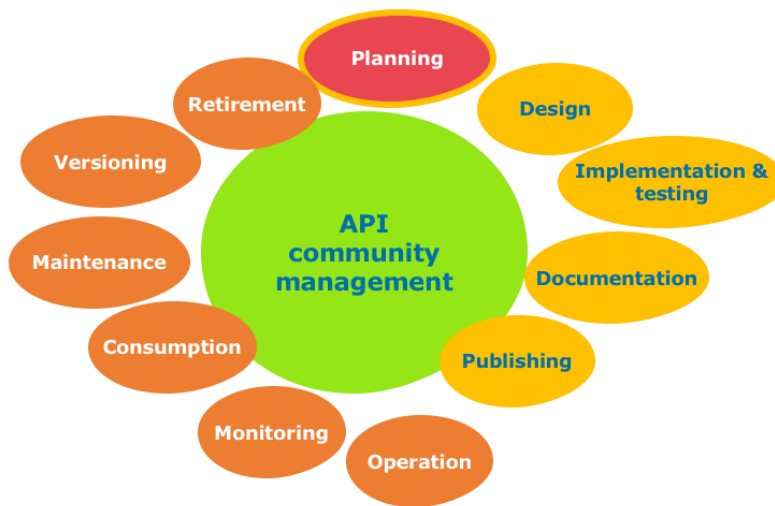 Planning
Design
Implementation &
testing
Documentation
Publishing
Operation
Monitoring
Consumption
Maintenance
Versioning
Retirement
API
community
management